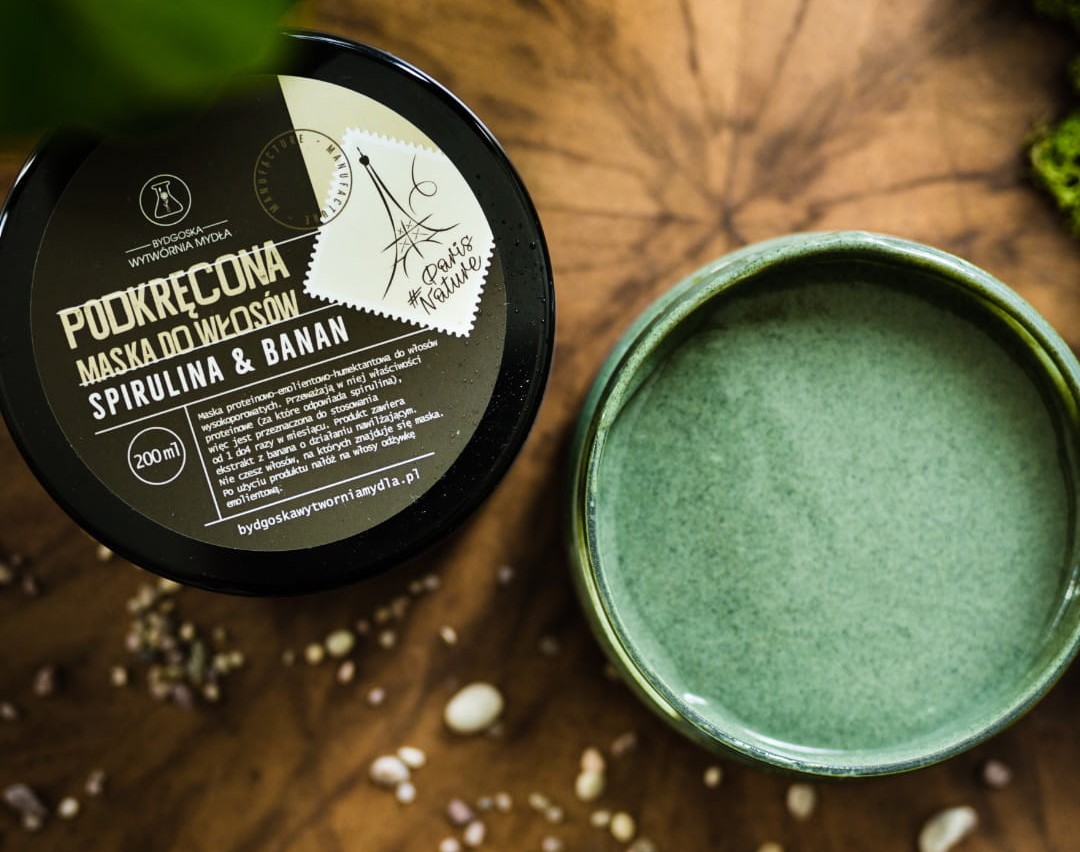 MANUFACTURE · MANUFACTURE ·
BYDGOSKA
WYTWÓRNIA MYDŁA
PODKRĘCONA
MASKA DO WŁOSÓW
SPIRULINA & BANAN
# Paris
Nature
200 ml
Maska proteinowo-emolientowo-humektantowa do włosów
wysokoporowatych. Przeważają w niej właściwości
proteinowe (za które odpowiada spirulina),
więc jest przeznaczona do stosowania
od 1 do4 razy w miesiącu. Produkt zawiera
ekstrakt z banana o działaniu nawilżającym.
Nie czesz włosów, na których znajduje się maska.
Po użyciu produktu nałóż na włosy odżywkę
emolientową.
bydgoskawytworniamydla.pl